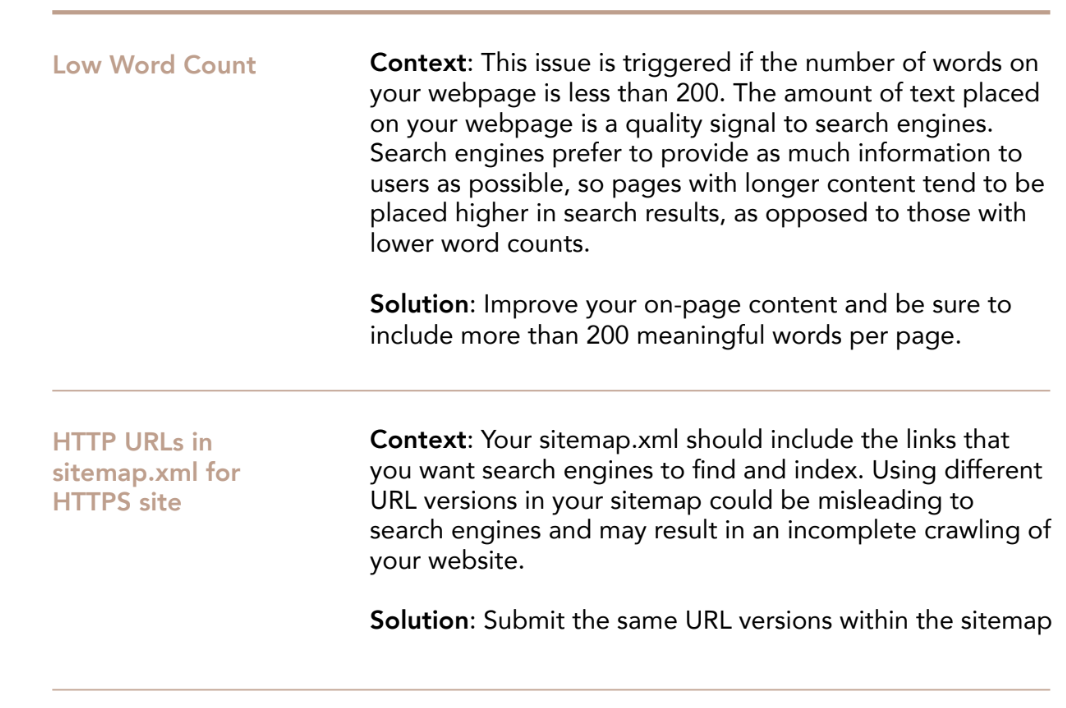 Low Word Count
Context: This issue is triggered if the number of words on
your webpage is less than 200. The amount of text placed
on your webpage is a quality signal to search engines.
Search engines prefer to provide as much information to
users as possible, so pages with longer content tend to be
placed higher in search results, as opposed to those with
lower word counts.
Solution: Improve your on-page content and be sure to
include more than 200 meaningful words per page.
HTTP URLs in
sitemap.xml for
HTTPS site
Context: Your sitemap.xml should include the links that
you want search engines to find and index. Using different
URL versions in your sitemap could be misleading to
search engines and may result in an incomplete crawling of
your website.
Solution: Submit the same URL versions within the sitemap